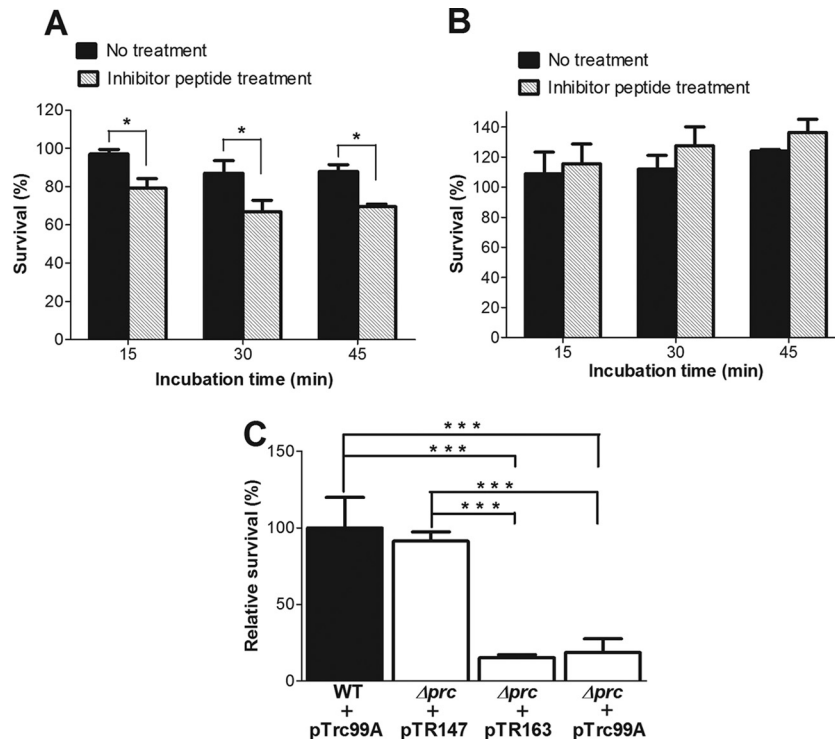 A
No treatment
Inhibitor peptide treatment
120
100
80
60
40
20
0
Survival (%)
* * *
15 30 45
Incubation time (min)
B
No treatment
Inhibitor peptide treatment
140
120
100
80
60
40
20
0
Survival (%)
15 30 45
Incubation time (min)
C
150
100
50
0
Relative survival (%)
* * *
* * *
* * *
* * *
WT Δprc Δprc Δprc
+ + + +
pTrc99A pTR147 pTR163 pTrc99A